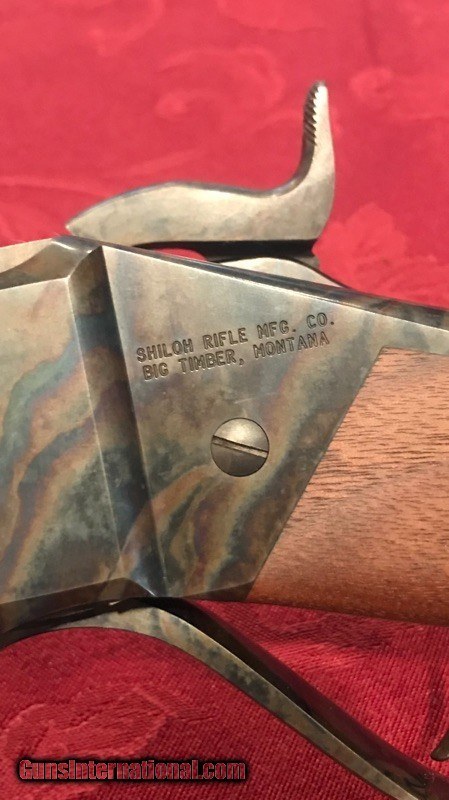 SHILOH RIFLE MFG. CO.
BIG TIMBER, MONTANA
GunsInternational.com